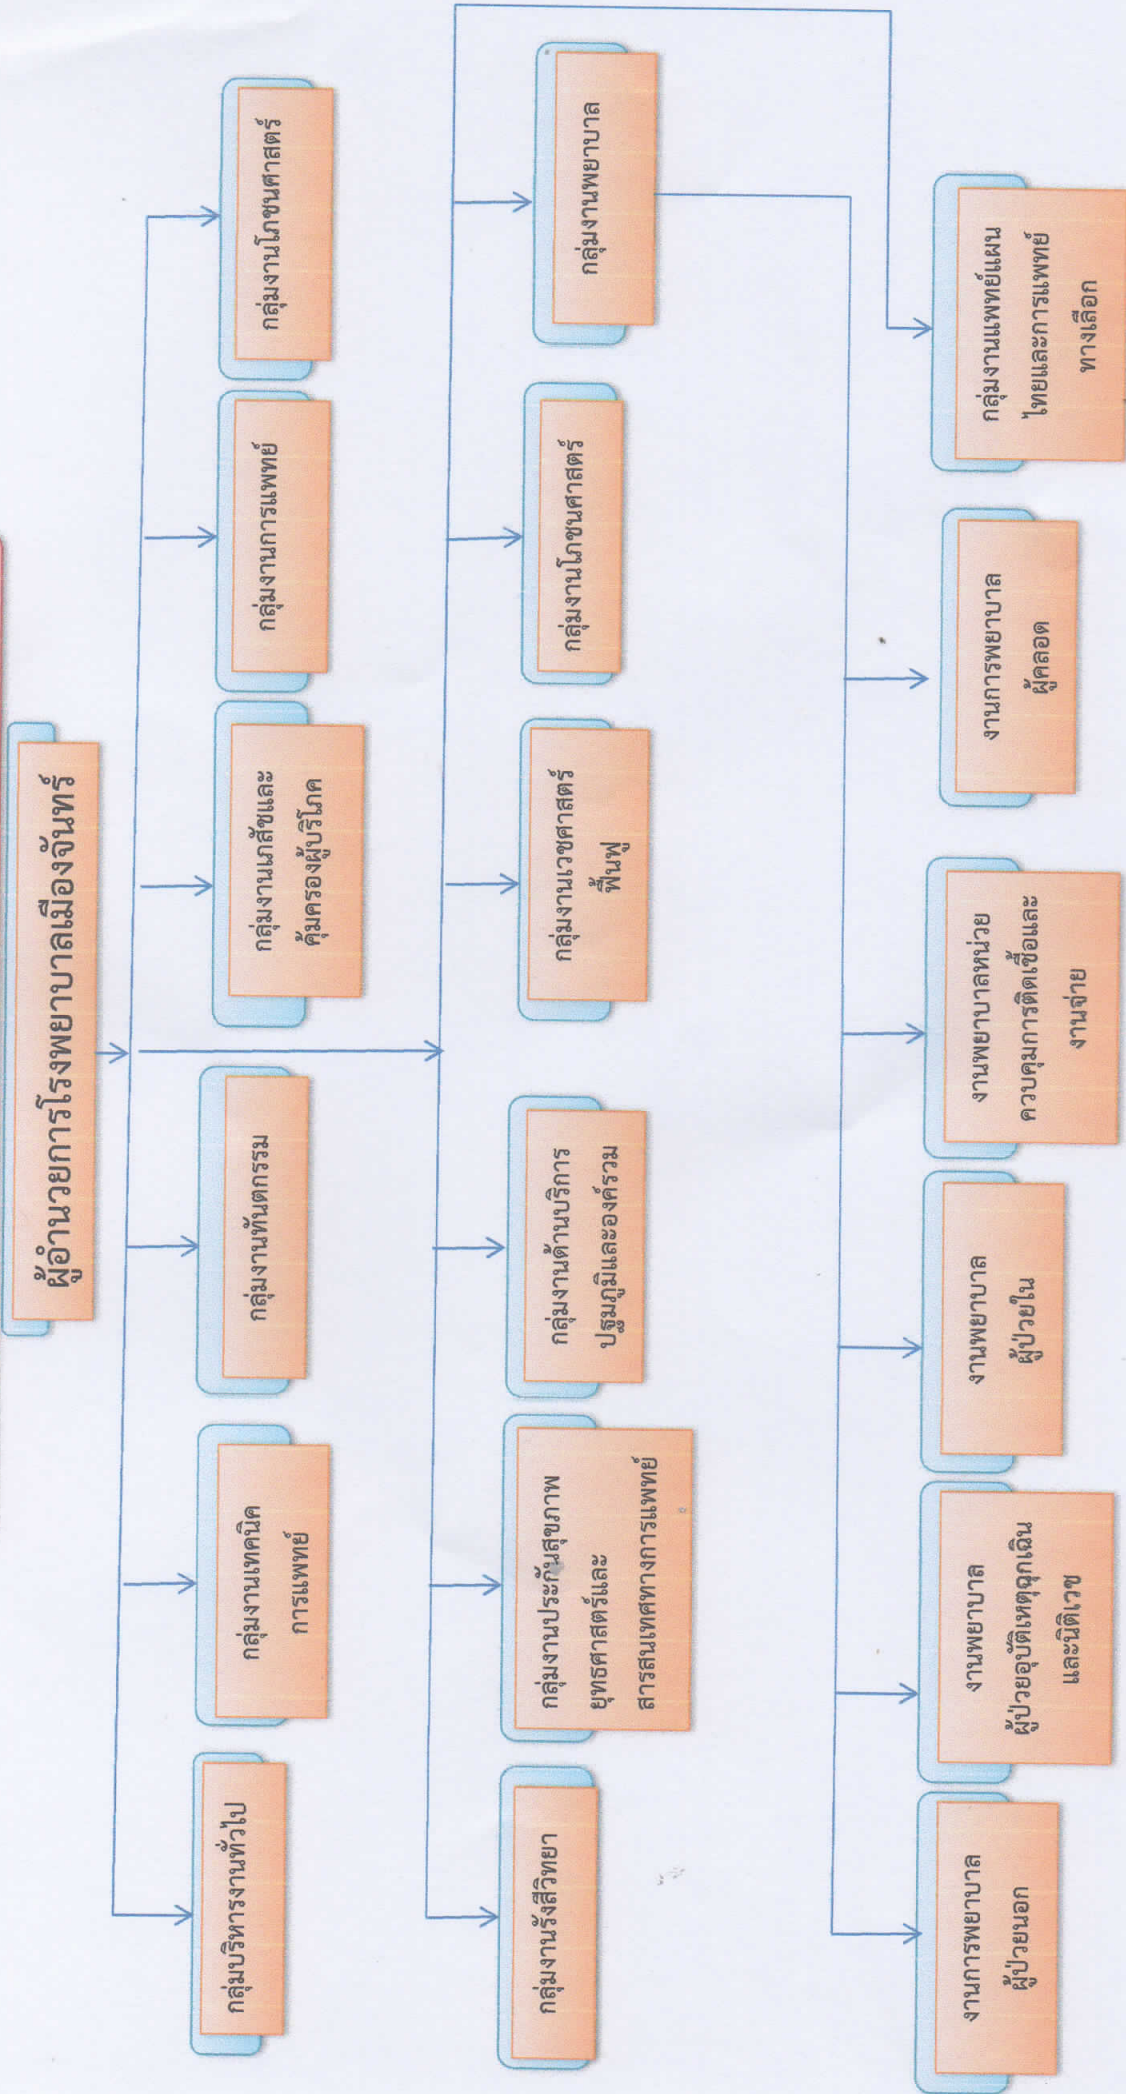 ผู้อำนวยการโรงพยาบาลเมืองจันทร์
กลุ่มบริหารงานทั่วไป
กลุ่มงานเทคนิค
การแพทย์
กลุ่มงานทันตกรรม
กลุ่มงานเภสัชและ
คุ้มครองผู้บริโภค
กลุ่มงานการแพทย์
กลุ่มงานโภชนศาสตร์
กลุ่มงานรังสีวิทยา
กลุ่มงานประกันสุขภาพ
ยุทธศาสตร์และ
สารสนเทศทางการแพทย์
กลุ่มงานด้านบริการ
ปฐมภูมิและองค์รวม
กลุ่มงานเวชศาสตร์
ฟื้นฟู
กลุ่มงานโภชนศาสตร์
กลุ่มงานพยาบาล
งานการพยาบาล
ผู้ป่วยนอก
งานพยาบาล
ผู้ป่วยอุบัติเหตุฉุกเฉิน
และนิติเวช
งานพยาบาล
ผู้ป่วยใน
งานพยาบาลหน่วย
ควบคุมการติดเชื้อและ
งานจ่าย
งานการพยาบาล
ผู้คลอด
กลุ่มงานแพทย์แผน
ไทยและการแพทย์
ทางเลือก